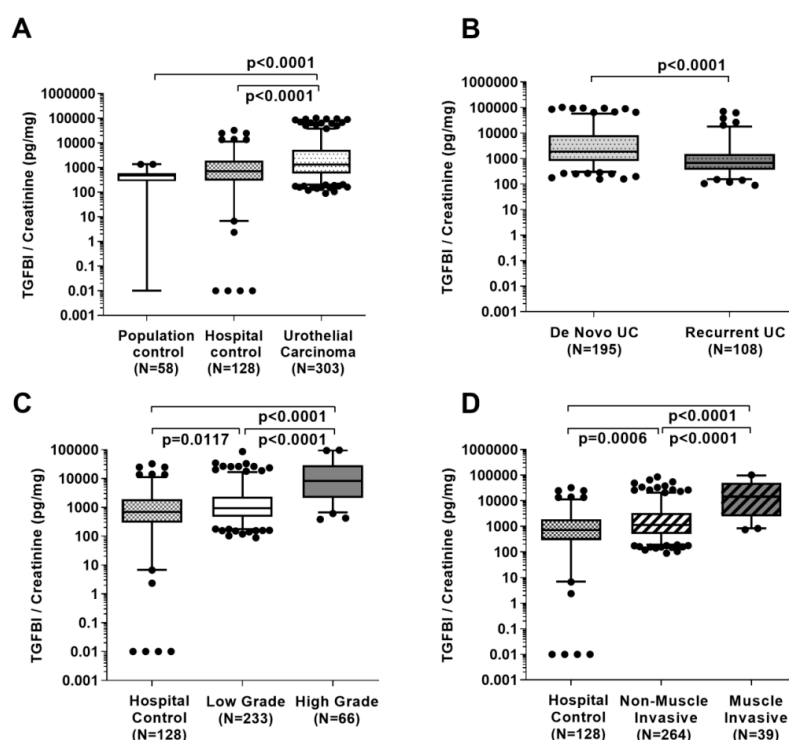 A
p<0.0001
p<0.0001
TGFBI / Creatinine (pg/mg)
1000000
100000
10000
1000
100
10
1
0.1
0.01
0.001
Population
control
(N=58)
Hospital
control
(N=128)
Urothelial
Carcinoma
(N=303)
B
p<0.0001
TGFBI / Creatinine (pg/mg)
1000000
100000
10000
1000
100
10
1
0.1
0.01
0.001
De Novo UC
(N=195)
Recurrent UC
(N=108)
C
p<0.0001
p=0.0117
p<0.0001
TGFBI / Creatinine (pg/mg)
100000
10000
1000
100
10
1
0.1
0.01
0.001
Hospital
Control
(N=128)
Low Grade
(N=233)
High Grade
(N=66)
D
p<0.0001
p=0.0006
p<0.0001
TGFBI / Creatinine (pg/mg)
1000000
100000
10000
1000
100
10
1
0.1
0.01
0.001
Hospital
Control
(N=128)
Non-Muscle
Invasive
(N=264)
Muscle
Invasive
(N=39)